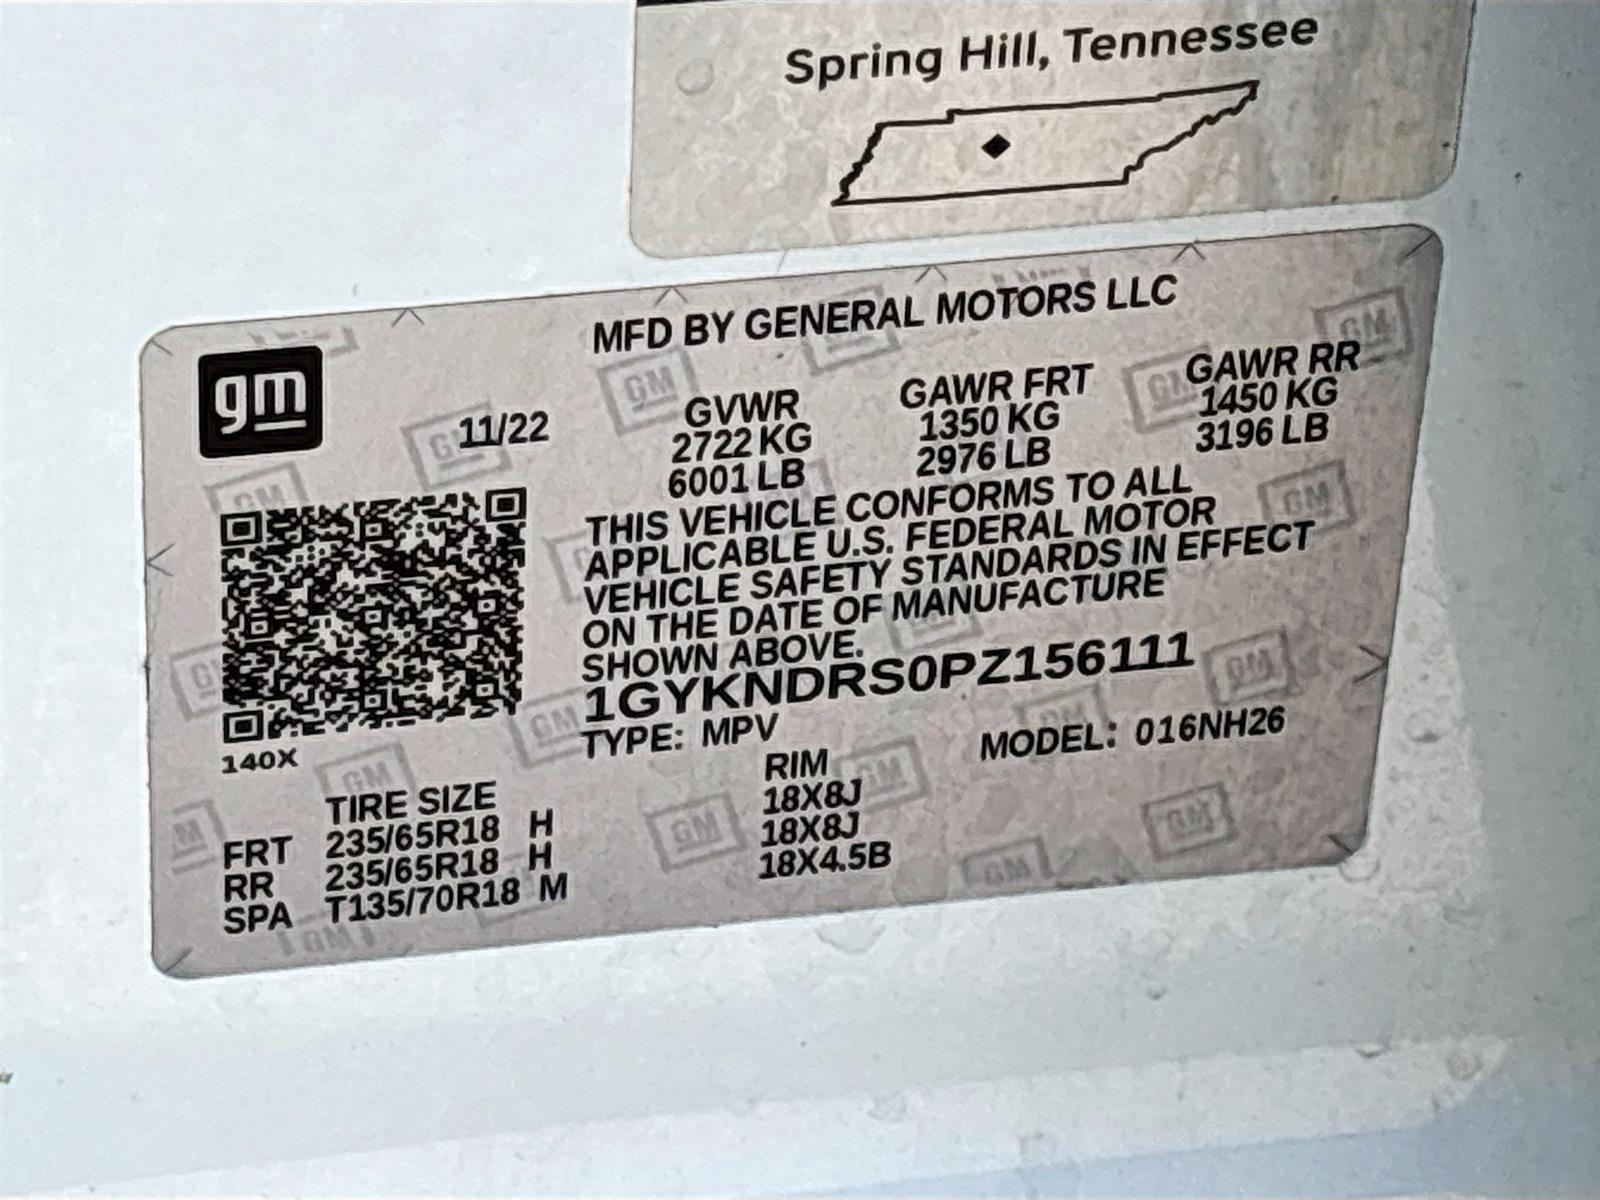 Spring Hill, Tennessee
gm
MFD BY GENERAL MOTORS LLC
11/22
GVWR GAWR FRT GAWR RR
2722 KG 1350 KG 1450 KG
6001 LB 2976 LB 3196 LB
THIS VEHICLE CONFORMS TO ALL
APPLICABLE U.S. FEDERAL MOTOR
VEHICLE SAFETY STANDARDS IN EFFECT
ON THE DATE OF MANUFACTURE
SHOWN ABOVE.
1GYKNDRS0PZ156111
TYPE: MPV MODEL: 016NH26
140X
TIRE SIZE RIM
FRT 235/65R18 H 18X8J
RR 235/65R18 H 18X8J
SPA T135/70R18 M 18X4.5B